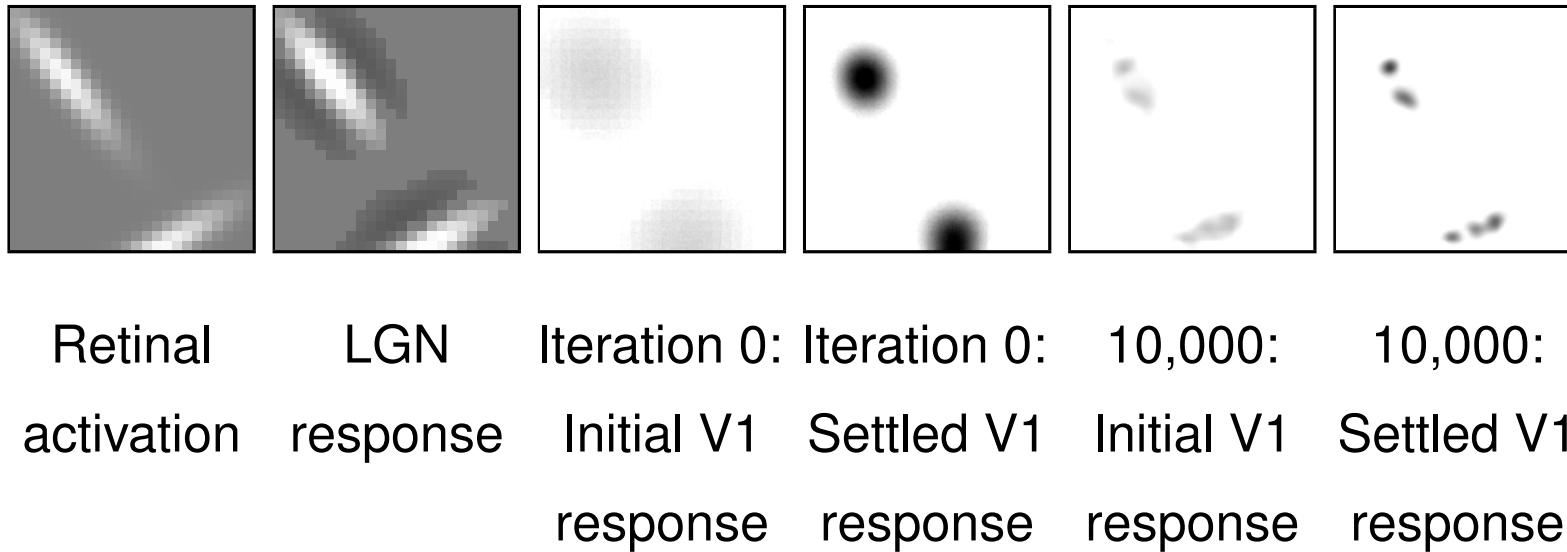 Retinal activation
LGN response
Iteration 0: Initial V1 response
Iteration 0: Settled V1 response
10,000: Initial V1 response
10,000: Settled V1 response